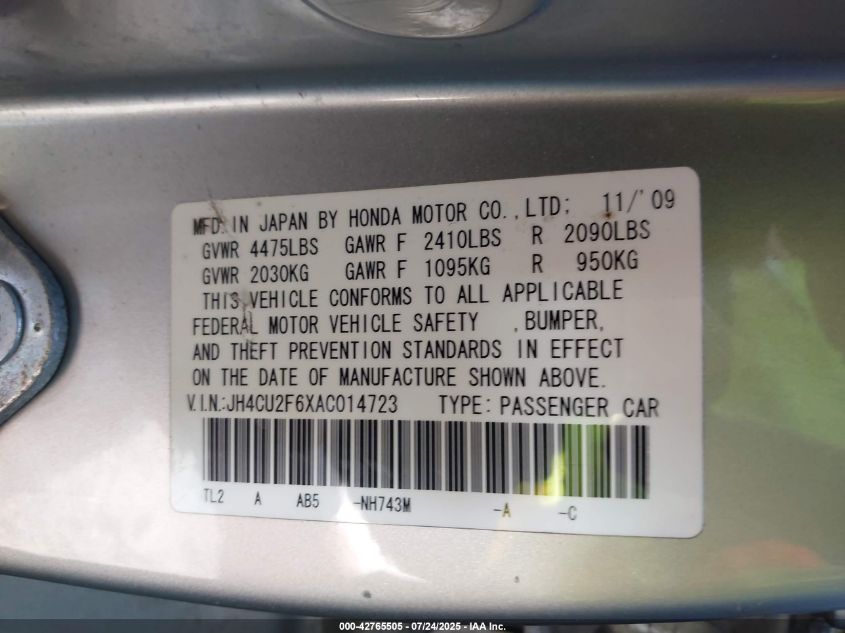 MFD. IN JAPAN BY HONDA MOTOR CO.,LTD; 11/'09
GVWR 4475LBS GAWR F 2410LBS R 2090LBS
GVWR 2030KG GAWR F 1095KG R 950KG
THIS VEHICLE CONFORMS TO ALL APPLICABLE
FEDERAL MOTOR VEHICLE SAFETY , BUMPER,
AND THEFT PREVENTION STANDARDS IN EFFECT
ON THE DATE OF MANUFACTURE SHOWN ABOVE.
V.I.N.:JH4CU2F6XAC014723 TYPE: PASSENGER CAR
TL2 A AB5 -NH743M -A -C
000-42765505 - 07/24/2025 - IAA Inc.